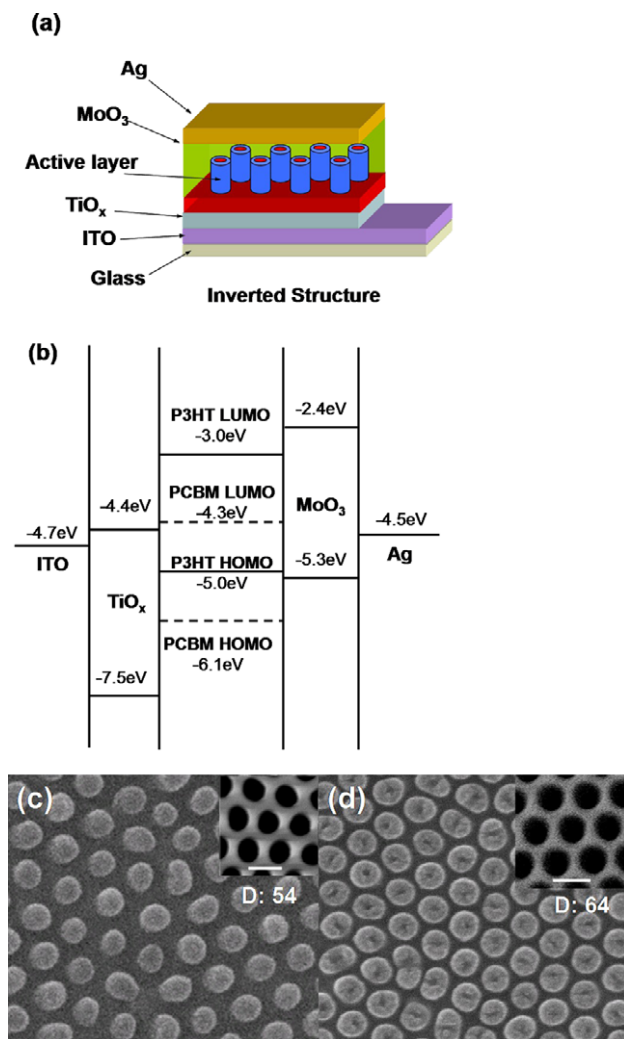 (a)
Ag
MoO₃
Active layer
TiOₓ
ITO
Glass
Inverted Structure
(b)
P3HT LUMO
−3.0eV
−2.4eV
PCBM LUMO
−4.3eV
−4.4eV
MoO₃
−4.5eV
−4.7eV
ITO
P3HT HOMO
−5.0eV
−5.3eV
Ag
TiOₓ
PCBM HOMO
−6.1eV
−7.5eV
(c)
D: 54
(d)
D: 64